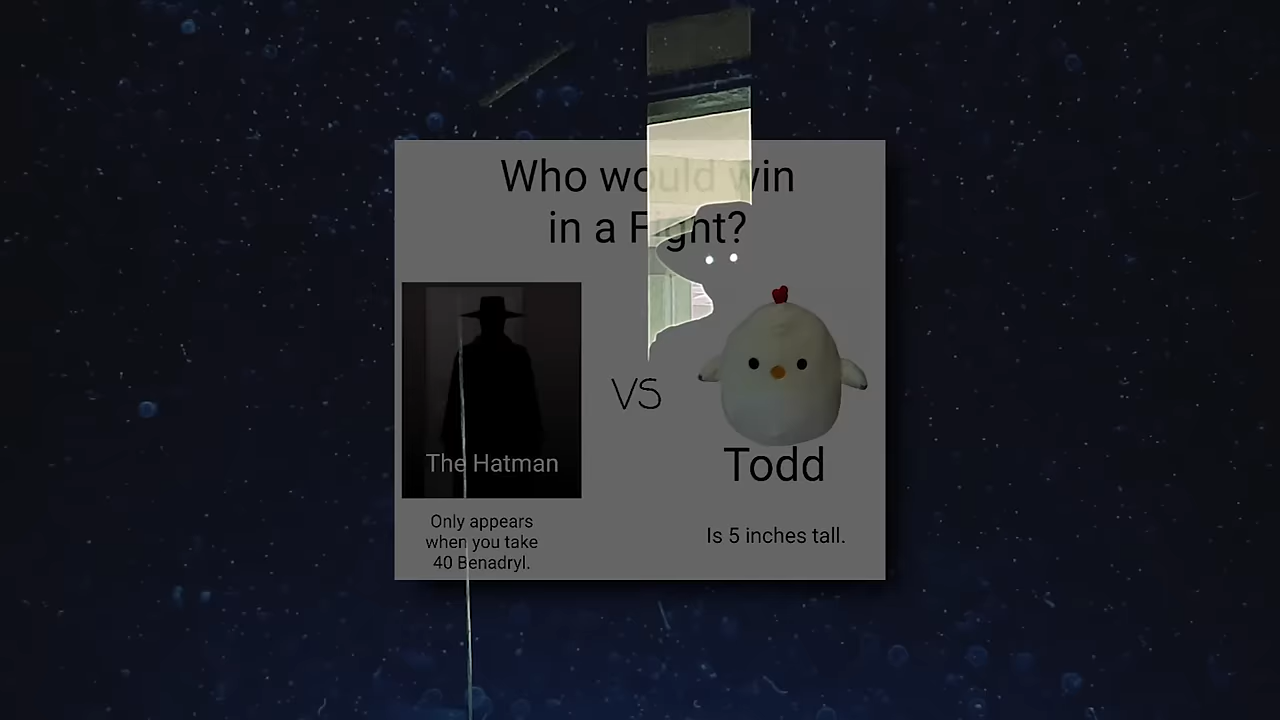 Who would win
in a Fight?
The Hatman
VS
Todd
Only appears
when you take
40 Benadryl.
Is 5 inches tall.